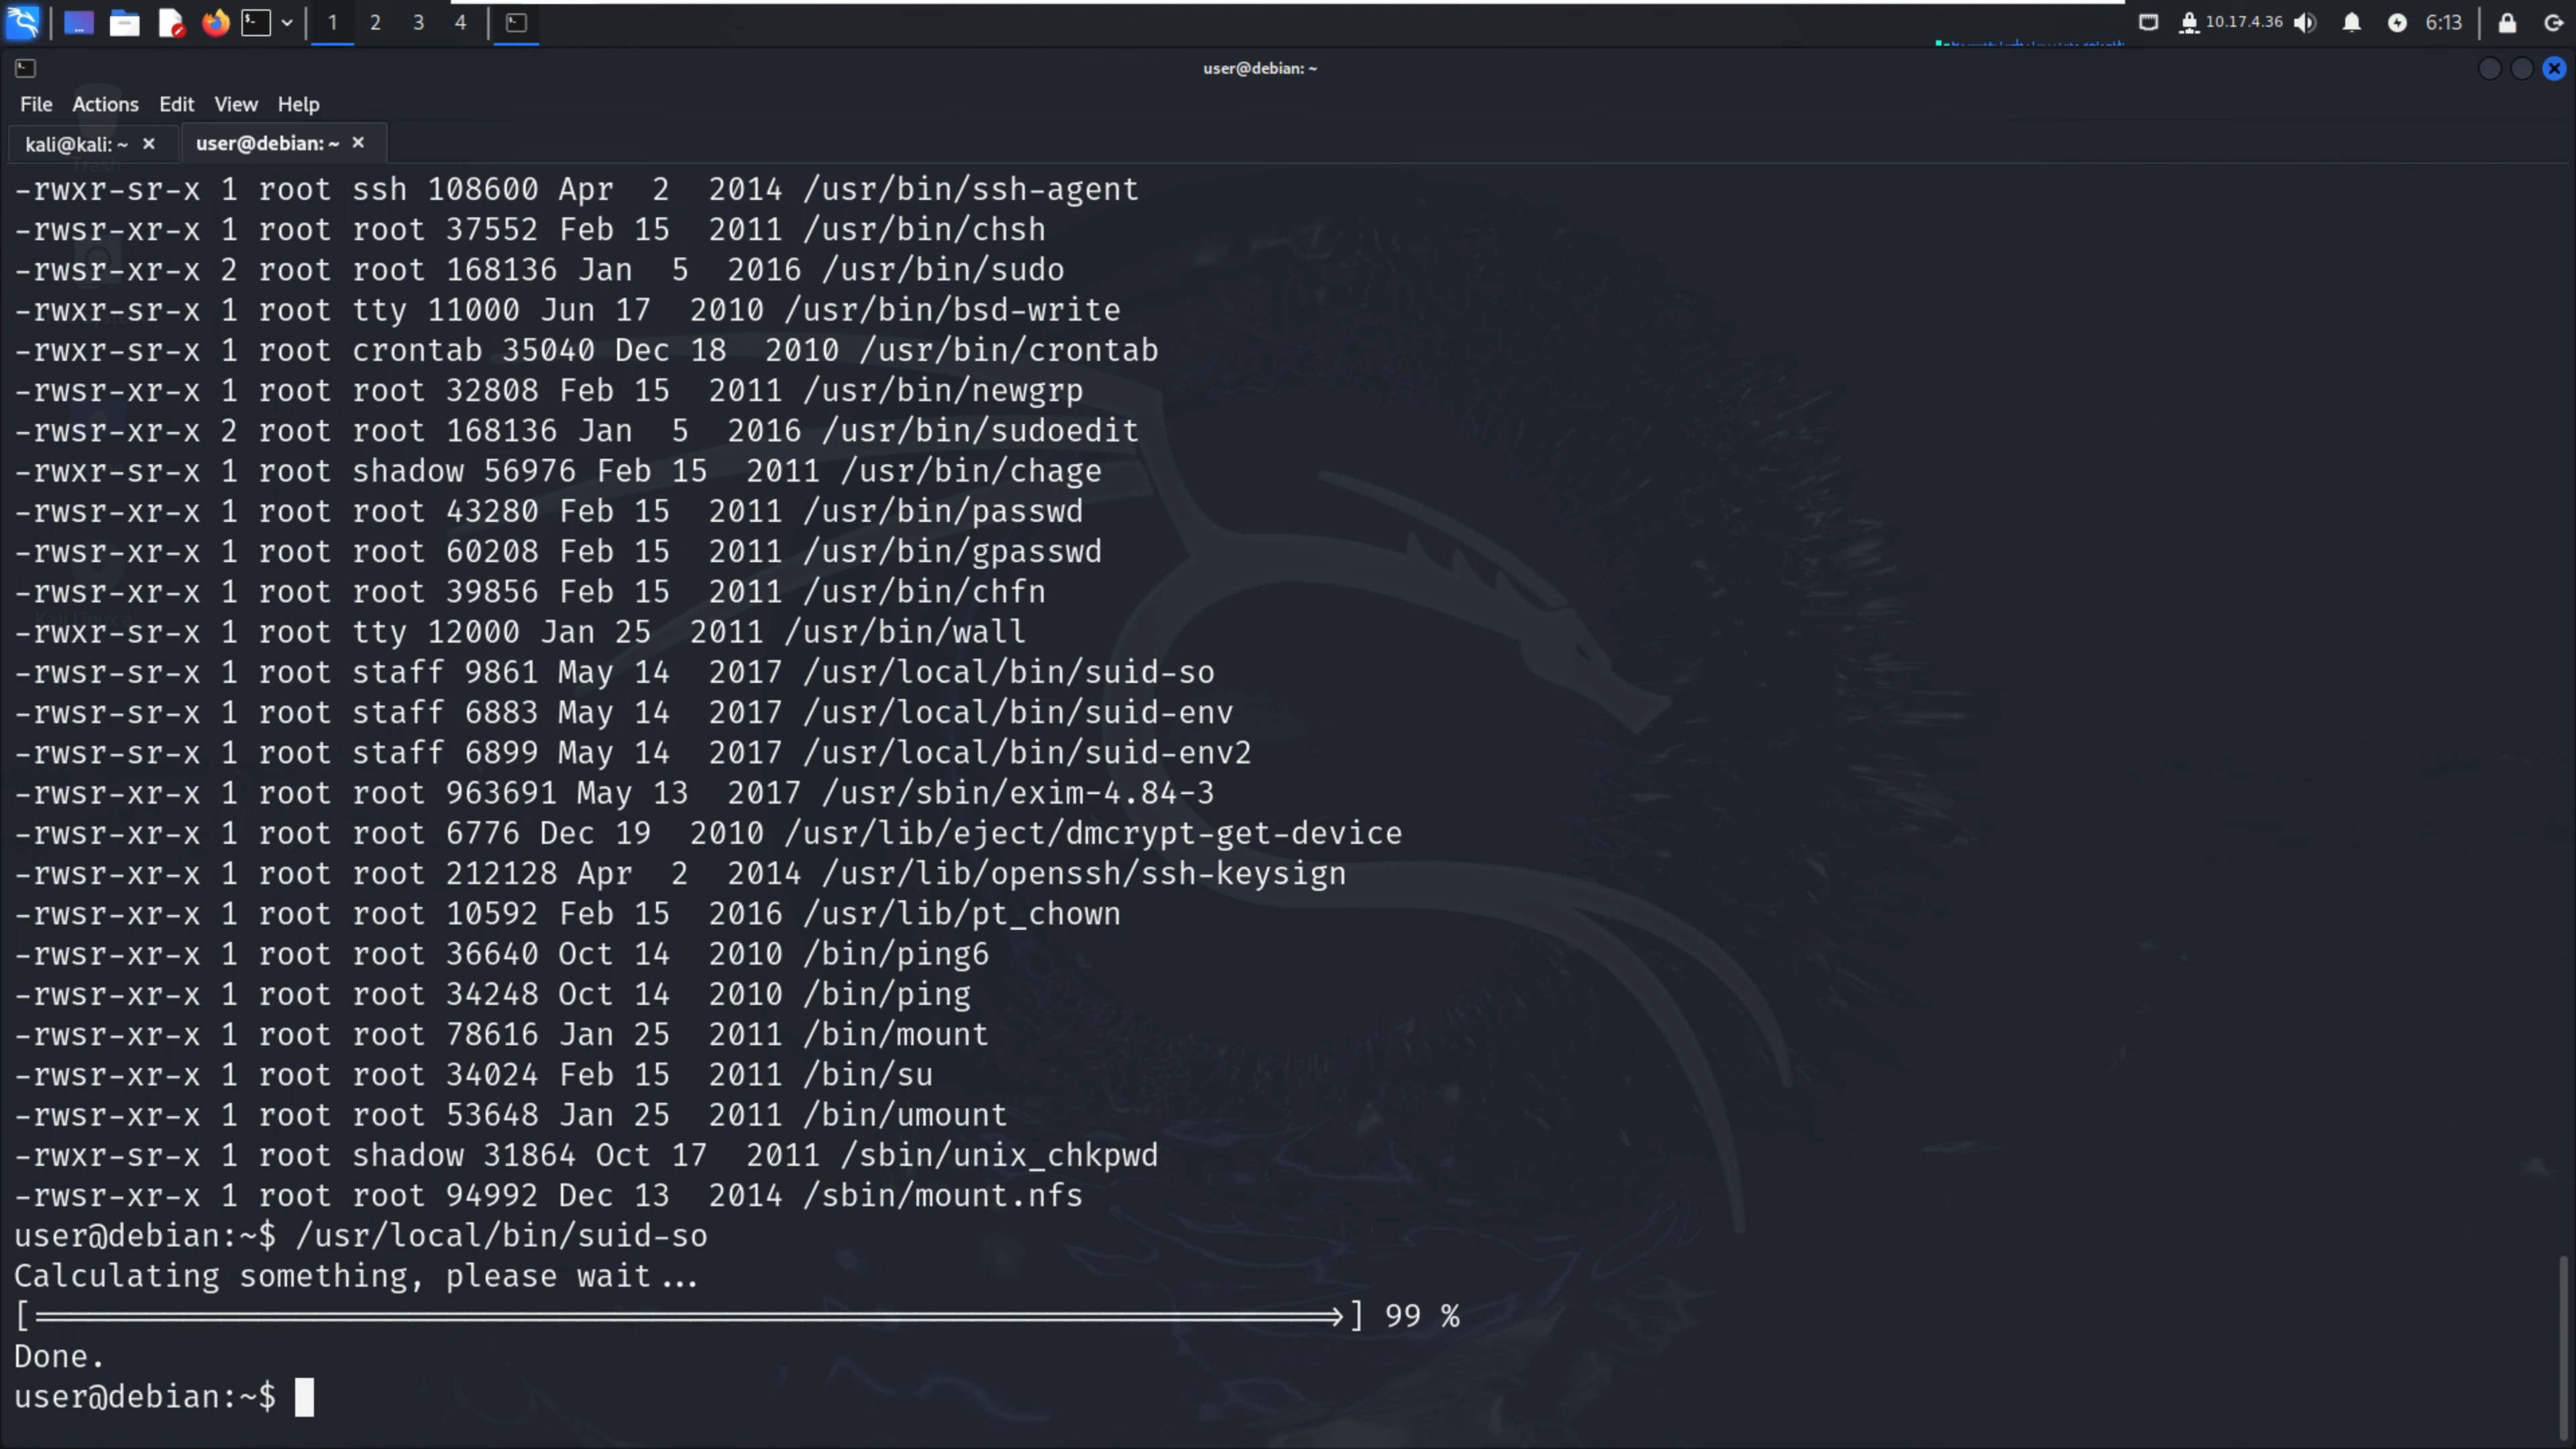 1 2 3 4 10.17.4.36 6:13
user@debian: ~
File Actions Edit View Help
kali@kali: ~ × user@debian: ~ ×
Trash
-rwxr-sr-x 1 root ssh 108600 Apr  2  2014 /usr/bin/ssh-agent
-rwsr-xr-x 1 root root 37552 Feb 15  2011 /usr/bin/chsh
-rwsr-xr-x 2 root root 168136 Jan  5  2016 /usr/bin/sudo
-rwxr-sr-x 1 root tty 11000 Jun 17  2010 /usr/bin/bsd-write
-rwxr-sr-x 1 root crontab 35040 Dec 18  2010 /usr/bin/crontab
-rwsr-xr-x 1 root root 32808 Feb 15  2011 /usr/bin/newgrp
-rwsr-xr-x 2 root root 168136 Jan  5  2016 /usr/bin/sudoedit
-rwxr-sr-x 1 root shadow 56976 Feb 15  2011 /usr/bin/chage
-rwsr-xr-x 1 root root 43280 Feb 15  2011 /usr/bin/passwd
-rwsr-xr-x 1 root root 60208 Feb 15  2011 /usr/bin/gpasswd
-rwsr-xr-x 1 root root 39856 Feb 15  2011 /usr/bin/chfn
-rwxr-sr-x 1 root tty 12000 Jan 25  2011 /usr/bin/wall
-rwsr-sr-x 1 root staff 9861 May 14  2017 /usr/local/bin/suid-so
-rwsr-sr-x 1 root staff 6883 May 14  2017 /usr/local/bin/suid-env
-rwsr-sr-x 1 root staff 6899 May 14  2017 /usr/local/bin/suid-env2
-rwsr-xr-x 1 root root 963691 May 13  2017 /usr/sbin/exim-4.84-3
-rwsr-xr-x 1 root root 6776 Dec 19  2010 /usr/lib/eject/dmcrypt-get-device
-rwsr-xr-x 1 root root 212128 Apr  2  2014 /usr/lib/openssh/ssh-keysign
-rwsr-xr-x 1 root root 10592 Feb 15  2016 /usr/lib/pt_chown
-rwsr-xr-x 1 root root 36640 Oct 14  2010 /bin/ping6
-rwsr-xr-x 1 root root 34248 Oct 14  2010 /bin/ping
-rwsr-xr-x 1 root root 78616 Jan 25  2011 /bin/mount
-rwsr-xr-x 1 root root 34024 Feb 15  2011 /bin/su
-rwsr-xr-x 1 root root 53648 Jan 25  2011 /bin/umount
-rwxr-sr-x 1 root shadow 31864 Oct 17  2011 /sbin/unix_chkpwd
-rwsr-xr-x 1 root root 94992 Dec 13  2014 /sbin/mount.nfs
user@debian:~$ /usr/local/bin/suid-so
Calculating something, please wait...
[=====================================================================>] 99 %
Done.
user@debian:~$